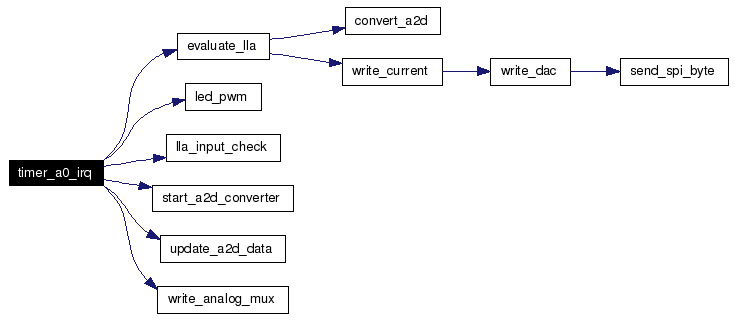 convert_a2d
evaluate_lla
write_current
write_dac
send_spi_byte
led_pwm
lla_input_check
timer_a0_irq
start_a2d_converter
update_a2d_data
write_analog_mux